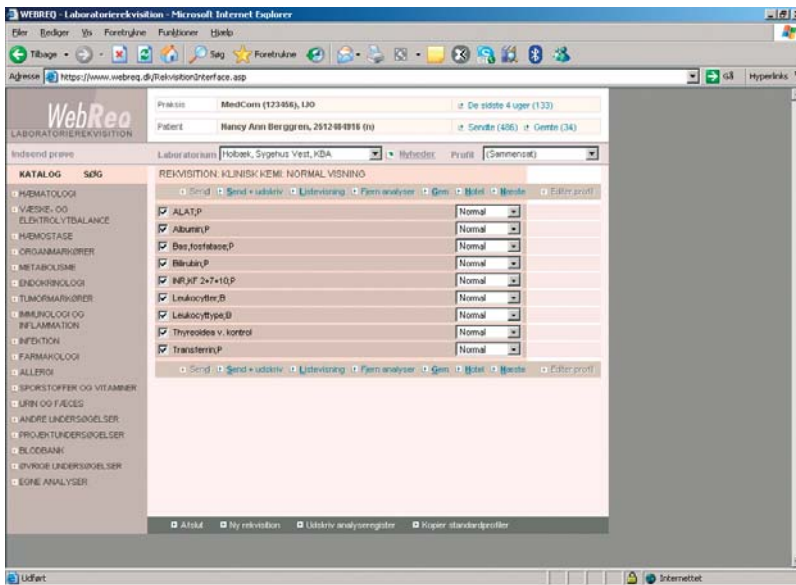 WEBREQ - Laboratorierekvisition - Microsoft Internet Explorer
Filer Rediger Vis Foretrukne Funktioner Hjælp
Tilbage Søg Foretrukne
Adresse https://www.webreq.dk/RekvisitionInterface.asp Gå Hyperlinks
WebReq
LABORATORIEREKVISITION
Praksis MedCom (123456), IJO De sidste 4 uger (133)
Patient Nancy Ann Berggren, 2512484916 (n) Sendte (486) Gemte (34)
Indsend prøve Laboratorium Holbæk, Sygehus Vest, KBA Nyheder Profil (Sammensat)
KATALOG SØG
REKVISITION: KLINISK KEMI: NORMAL VISNING
Send Send + udskriv Listevisning Fjern analyser Gem Hotel Næste Editer profil
HÆMATOLOGI
VÆSKE- OG
ELEKTROLYTBALANCE
HÆMOSTASE
ORGANMARKØRER
METABOLISME
ENDOKRINOLOGI
TUMORMARKØRER
IMMUNOLOGI OG
INFLAMMATION
INFEKTION
FARMAKOLOGI
ALLERGI
SPORSTOFFER OG VITAMINER
URIN OG FÆCES
ANDRE UNDERSØGELSER
PROJEKTUNDERSØGELSER
BLODBANK
ØVRIGE UNDERSØGELSER
EGNE ANALYSER
ALAT;P Normal
Albumin;P Normal
Bas.fosfatase;P Normal
Bilirubin;P Normal
INR;KF 2+7+10;P Normal
Leukocytter;B Normal
Leukocyttype;B Normal
Thyreoidea v. kontrol Normal
Transferrin;P Normal
Send Send + udskriv Listevisning Fjern analyser Gem Hotel Næste Editer profil
Afslut Ny rekvisition Udskriv analyseregister Kopier standardprofiler
Udført Internettet